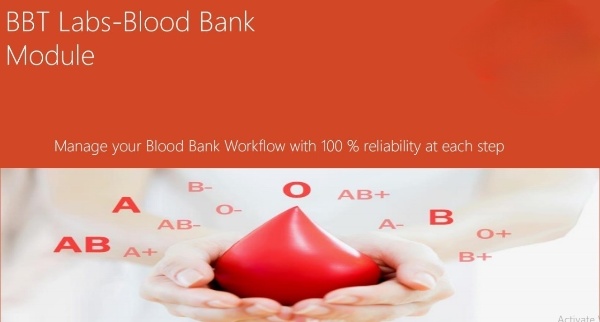 BBT Labs-Blood Bank
Module
Manage your Blood Bank Workflow with 100 % reliability at each step
B-
O
AB+
A
O-
B
AB-
A-
O+
AB
A+
B+
Activate